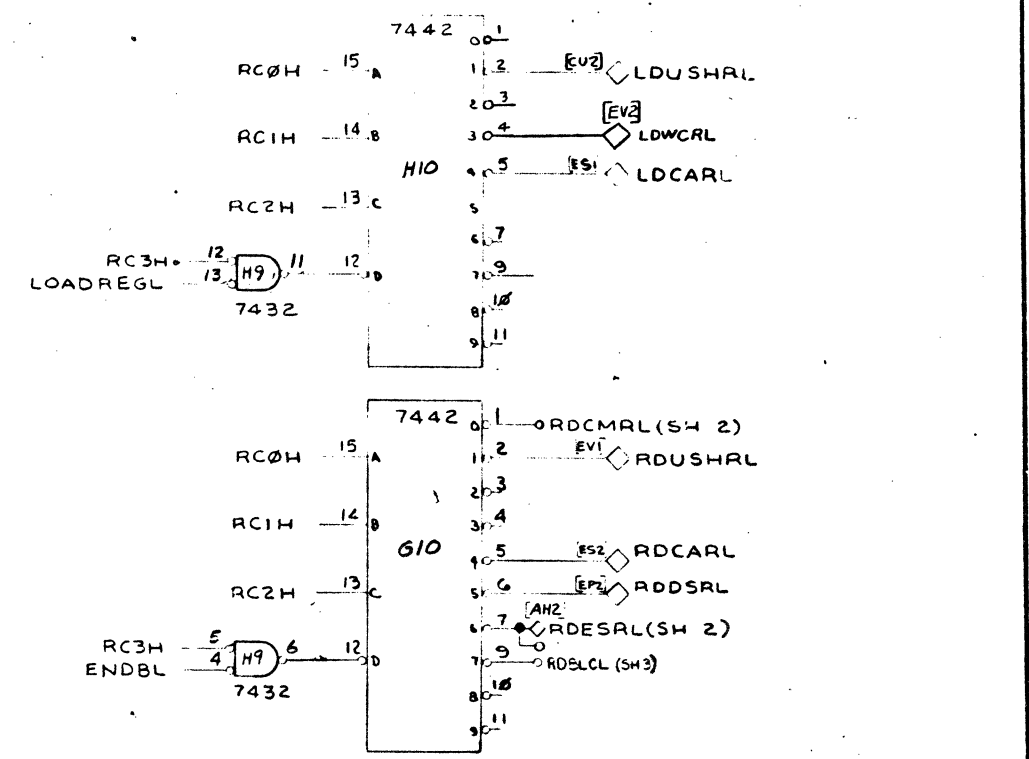 7442
0 1
RCØH 15 A 1 2 [CU2] LDUSHRL
2 3
RC1H 14 B 3 4 [EV2] LDWCRL
H10
4 5 [ES1] LDCARL
RC2H 13 C 5
6 7
RC3H 12
H9 11 12 D 7 9
LOADREGL 13
7432
8 1Ø
9 11
7442
0 1 RDCMRL (SH 2)
RCØH 15 A 1 2 [EV1] RDUSHRL
2 3
RC1H 14 B 3 4
G10
4 5 [ES2] RDCARL
RC2H 13 C 5 6 [EP2] RDDSRL
6 7 [AH2] RDESRL (SH 2)
RC3H 5
H9 6 12 D 7 9 RDSLCL (SH3)
ENDBL 4
7432
8 1Ø
9 11